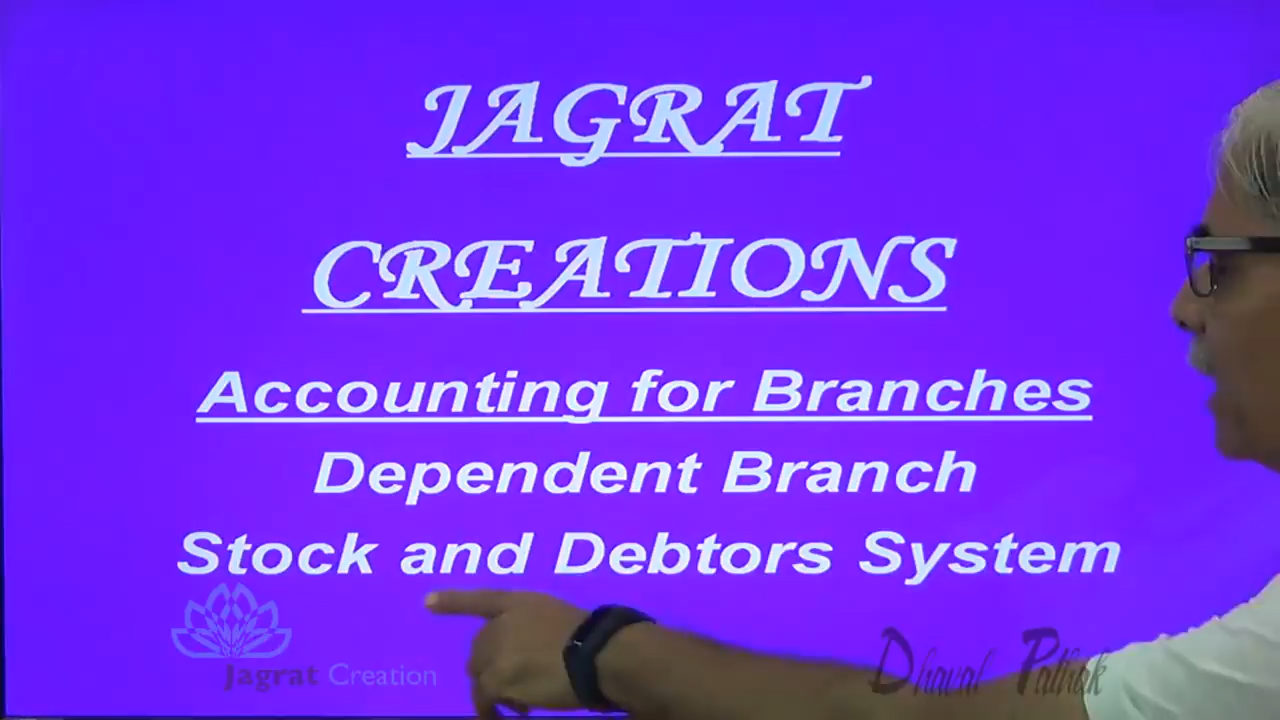 JAGRAT
CREATIONS
Accounting for Branches
Dependent Branch
Stock and Debtors System
Jagrat Creation
Dhaval Pathak